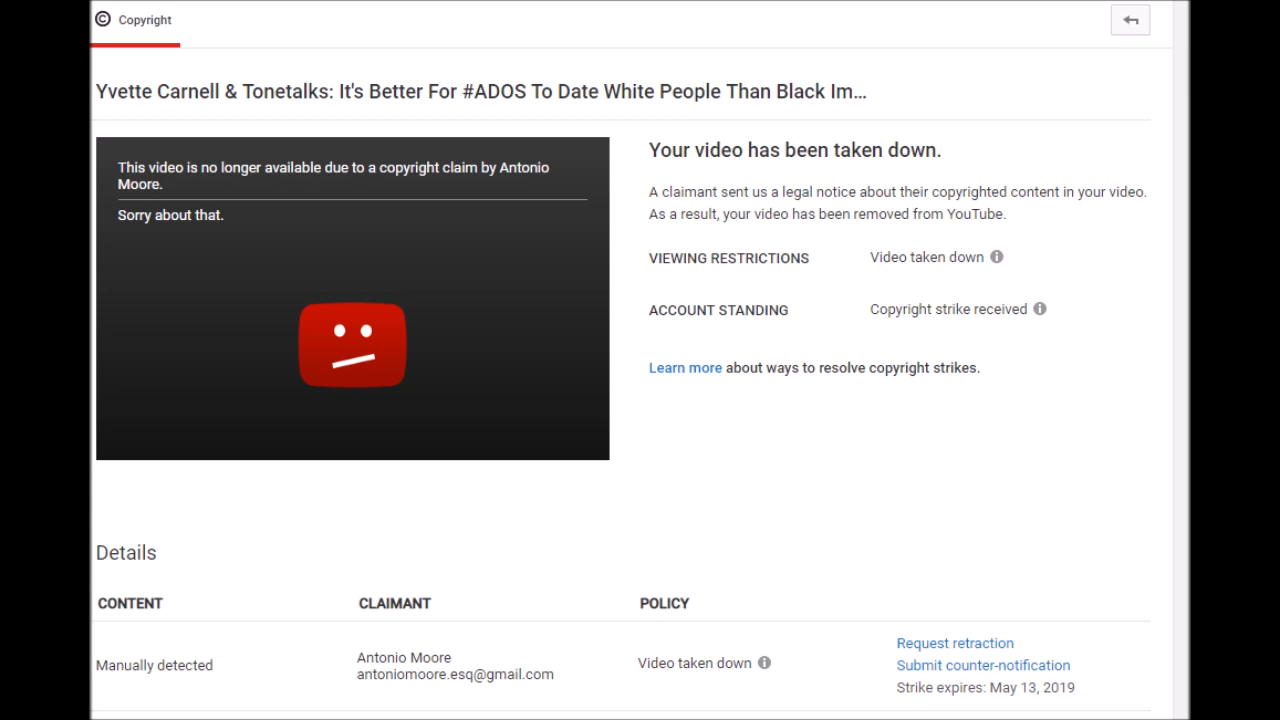 © Copyright
Yvette Carnell & Tonetalks: It's Better For #ADOS To Date White People Than Black Im...
This video is no longer available due to a copyright claim by Antonio
Moore.
Sorry about that.
Your video has been taken down.
A claimant sent us a legal notice about their copyrighted content in your video.
As a result, your video has been removed from YouTube.
VIEWING RESTRICTIONS Video taken down
ACCOUNT STANDING Copyright strike received
Learn more about ways to resolve copyright strikes.
Details
CONTENT CLAIMANT POLICY
Manually detected
Antonio Moore
antoniomoore.esq@gmail.com
Video taken down
Request retraction
Submit counter-notification
Strike expires: May 13, 2019